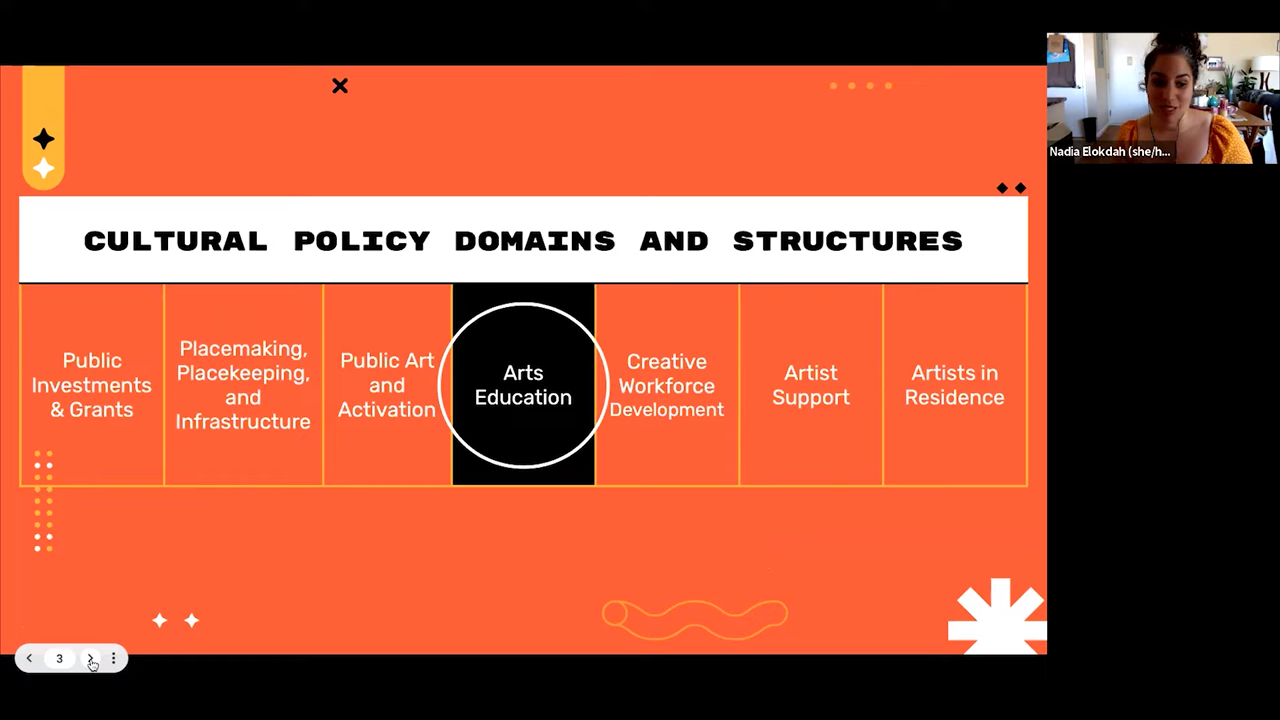 CULTURAL POLICY DOMAINS AND STRUCTURES
Public
Investments
& Grants
Placemaking,
Placekeeping,
and
Infrastructure
Public Art
and
Activation
Arts
Education
Creative
Workforce
Development
Artist
Support
Artists in
Residence
Nadia Elokdah (she/h...
3